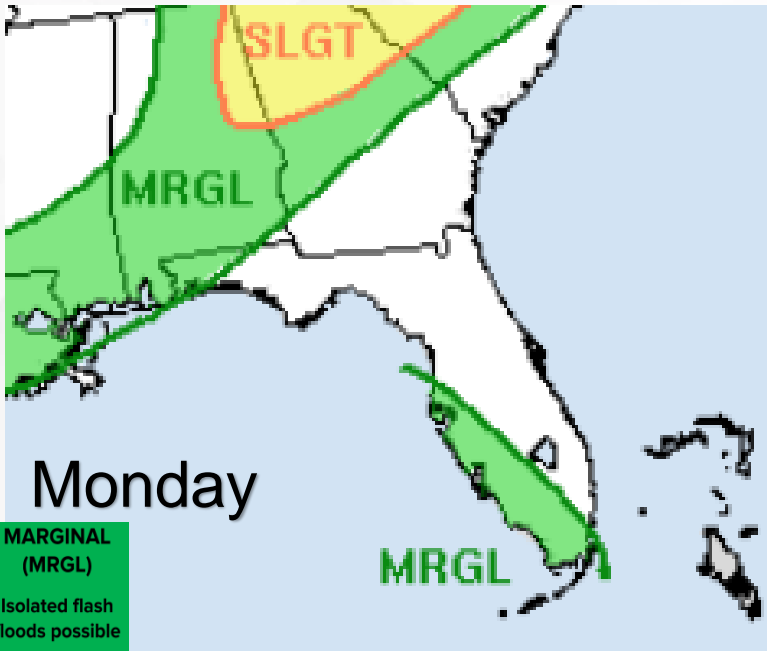 SLGT
MRGL
Monday
MRGL
MARGINAL
(MRGL)
Isolated flash
loods possible